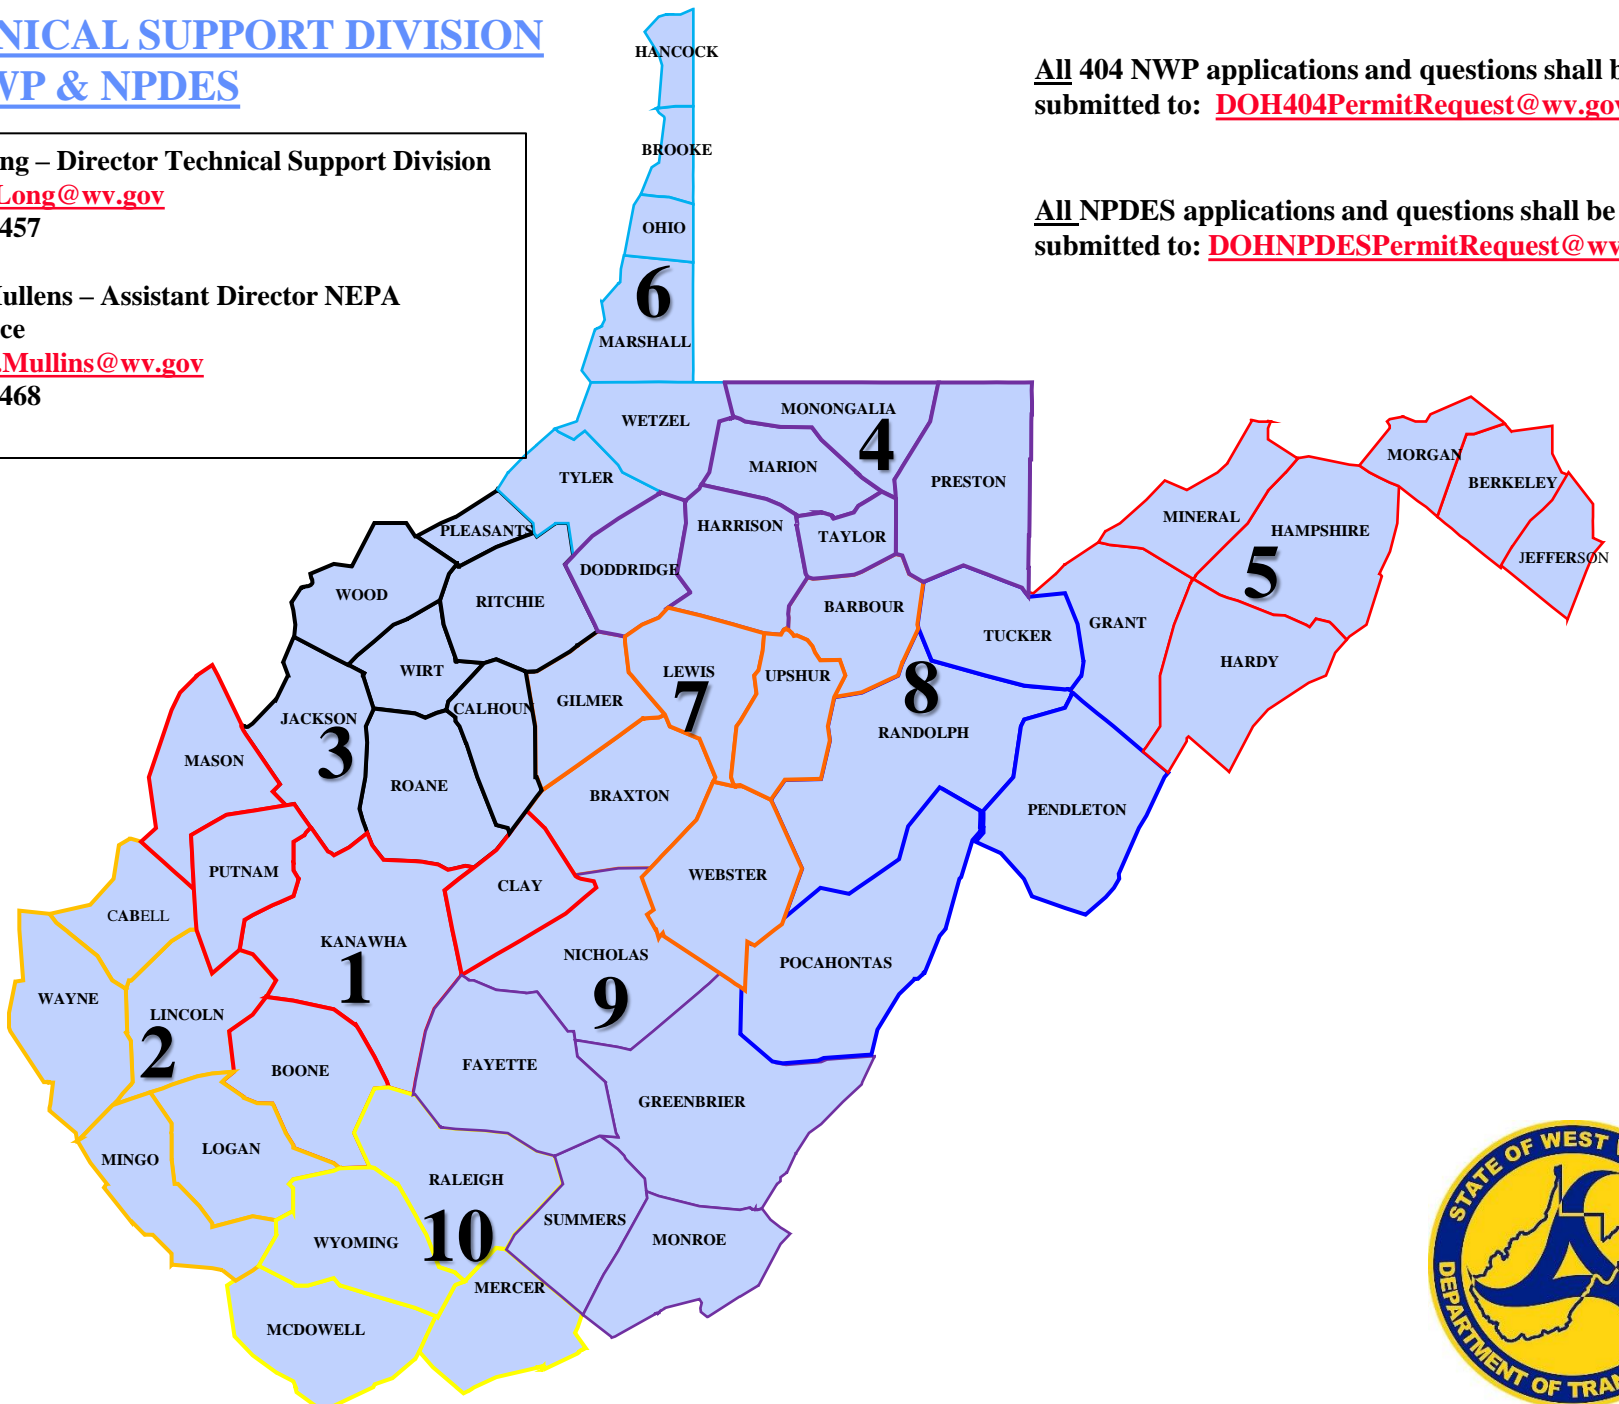 NICAL SUPPORT DIVISION
WP & NPDES
ng – Director Technical Support Division
Long@wv.gov
457
ullens – Assistant Director NEPA
ce
.Mullins@wv.gov
468
All 404 NWP applications and questions shall b
submitted to: DOH404PermitRequest@wv.gov
All NPDES applications and questions shall be
submitted to: DOHNPDESPermitRequest@wv
HANCOCK
BROOKE
OHIO
6
MARSHALL
WETZEL
MONONGALIA
4
MARION
PRESTON
TYLER
HARRISON
TAYLOR
PLEASANTS
DODDRIDGE
MORGAN
BERKELEY
MINERAL
HAMPSHIRE
5
JEFFERSON
WOOD
RITCHIE
BARBOUR
TUCKER
GRANT
HARDY
WIRT
LEWIS
7
UPSHUR
8
RANDOLPH
GILMER
CALHOUN
JACKSON
3
MASON
ROANE
BRAXTON
PENDLETON
PUTNAM
CLAY
WEBSTER
CABELL
KANAWHA
1
NICHOLAS
9
POCAHONTAS
WAYNE
LINCOLN
2
BOONE
FAYETTE
GREENBRIER
MINGO
LOGAN
RALEIGH
10
SUMMERS
WYOMING
MONROE
MERCER
MCDOWELL
STATE OF WEST
DEPARTMENT OF TRAN